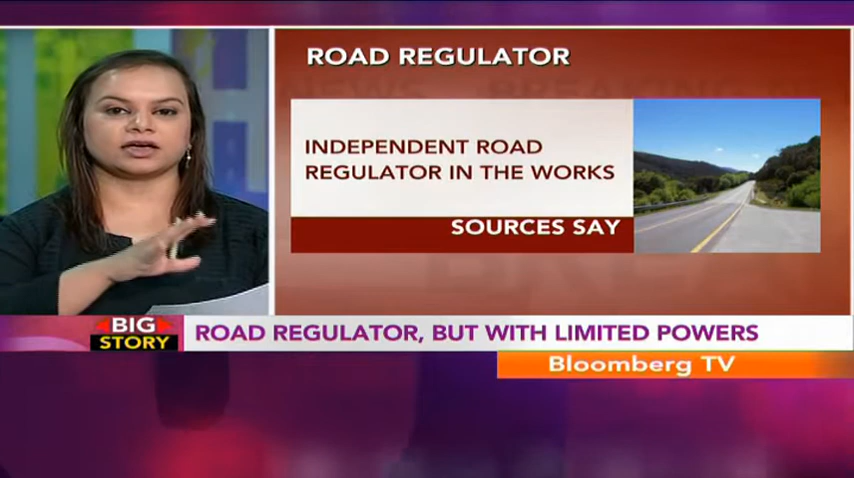 ROAD REGULATOR
INDEPENDENT ROAD
REGULATOR IN THE WORKS
SOURCES SAY
BIG
STORY
ROAD REGULATOR, BUT WITH LIMITED POWERS
Bloomberg TV